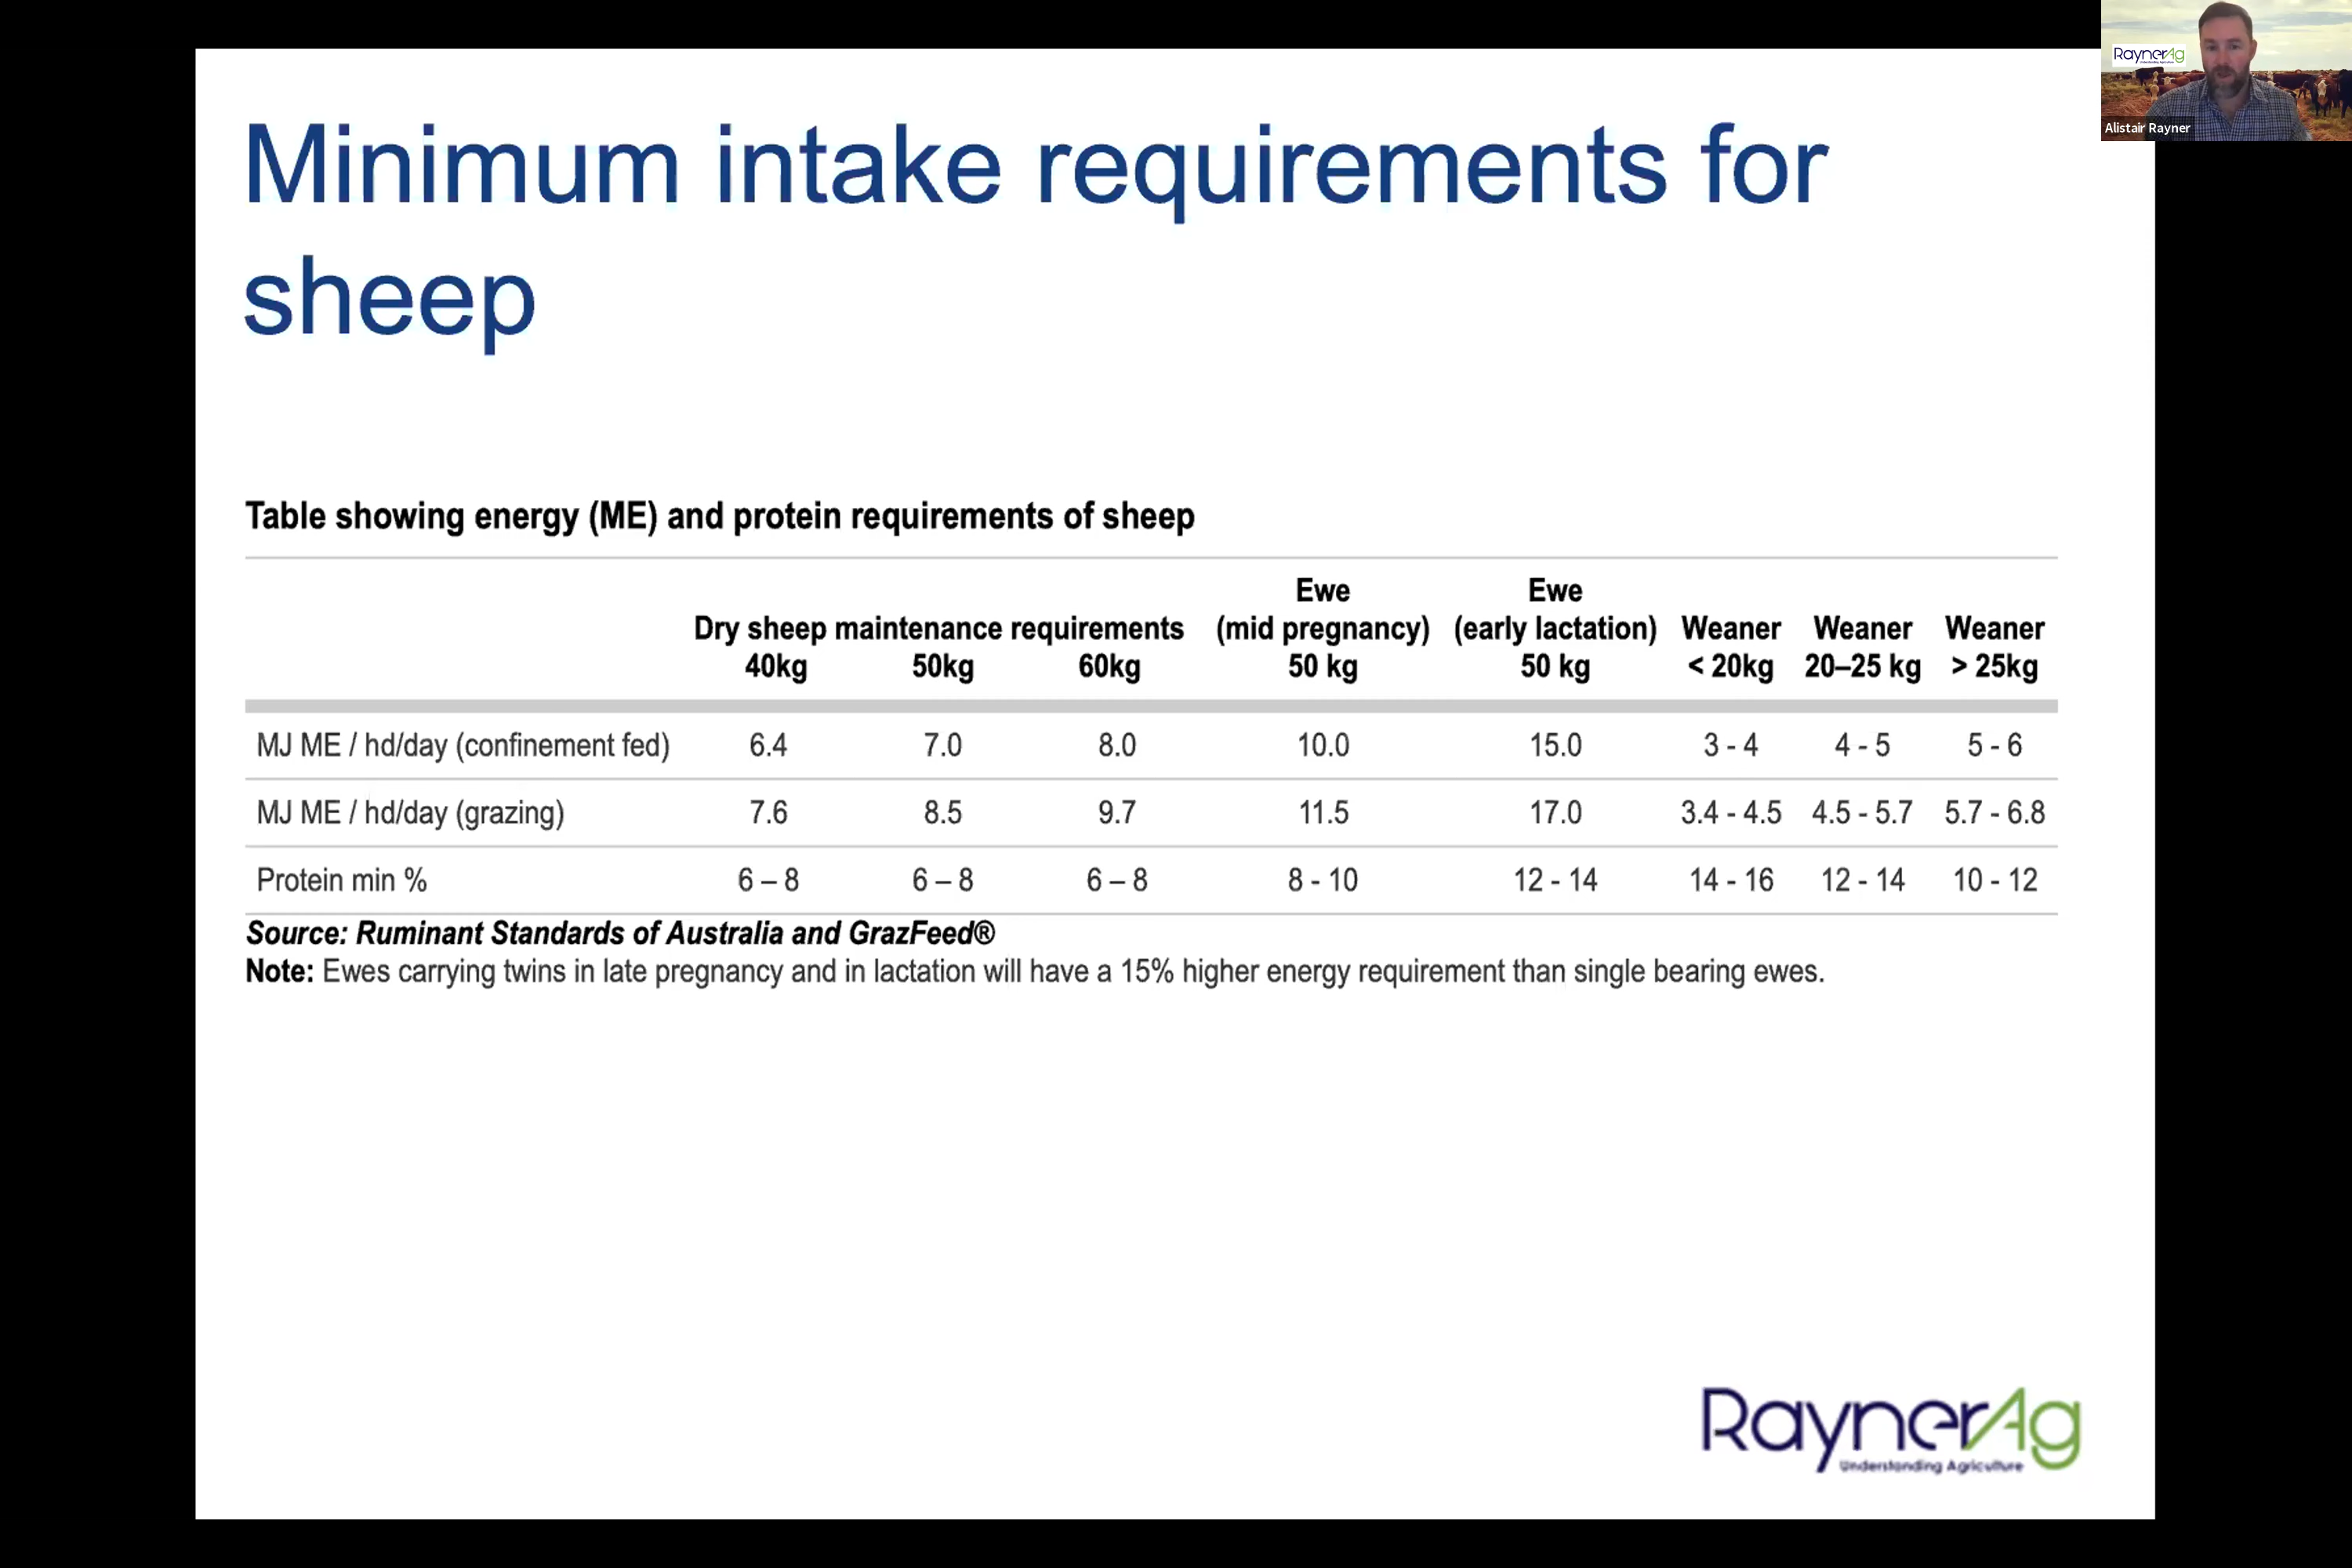 Minimum intake requirements for
sheep
Table showing energy (ME) and protein requirements of sheep
Dry sheep maintenance requirements
40kg 50kg 60kg
Ewe
(mid pregnancy)
50 kg
Ewe
(early lactation)
50 kg
Weaner
< 20kg
Weaner
20–25 kg
Weaner
> 25kg
MJ ME / hd/day (confinement fed) 6.4 7.0 8.0 10.0 15.0 3 - 4 4 - 5 5 - 6
MJ ME / hd/day (grazing) 7.6 8.5 9.7 11.5 17.0 3.4 - 4.5 4.5 - 5.7 5.7 - 6.8
Protein min % 6 – 8 6 – 8 6 – 8 8 - 10 12 - 14 14 - 16 12 - 14 10 - 12
Source: Ruminant Standards of Australia and GrazFeed®
Note: Ewes carrying twins in late pregnancy and in lactation will have a 15% higher energy requirement than single bearing ewes.
RaynerAg
Understanding Agriculture
RaynerAg
Understanding Agriculture
Alistair Rayner